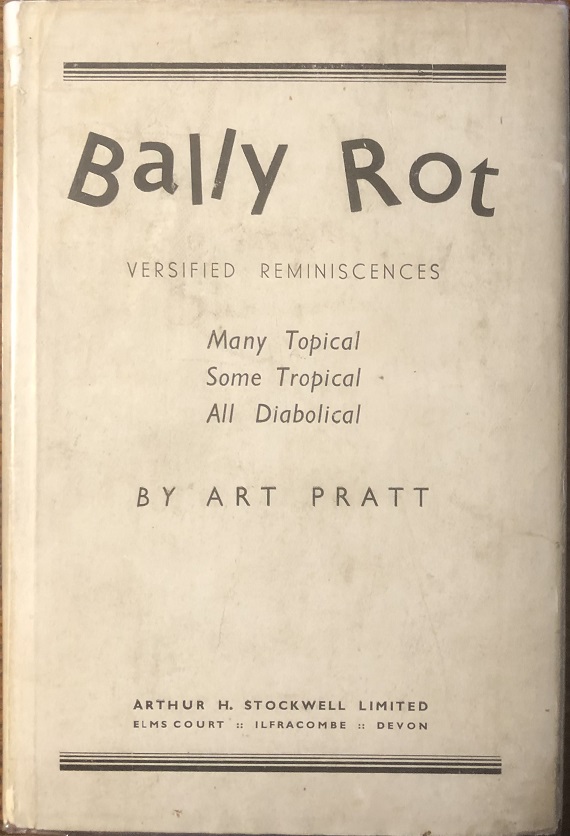 Bally Rot
VERSIFIED REMINISCENCES
Many Topical
Some Tropical
All Diabolical
BY ART PRATT
ARTHUR H. STOCKWELL LIMITED
ELMS COURT :: ILFRACOMBE :: DEVON